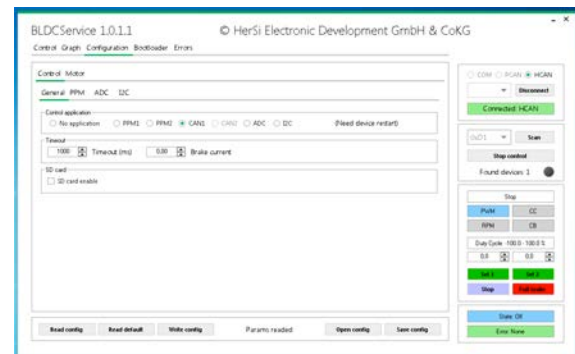 BLDCService 1.0.1.1
© HerSi Electronic Development GmbH & CoKG
Control Graph Configuration Bootloader Errors
Control Motor
General PPM ADC I2C
Control application
No application PPM1 PPM2 CAN1 CAN2 ADC I2C (Need device restart)
Timeout
1000 Timeout (ms) 0,00 Brake current
SD card
SD card enable
Read config Read default Write config Params readed Open config Save config
COM PCAN HCAN
Disconnect
Connected: HCAN
0xD1 Scan
Stop control
Found devices: 1
Stop
PWM CC
RPM CB
Duty Cycle -100.0 - 100.0 %
0,0 0,0
Set 1 Set 2
Stop Full brake
State: Off
Error: None